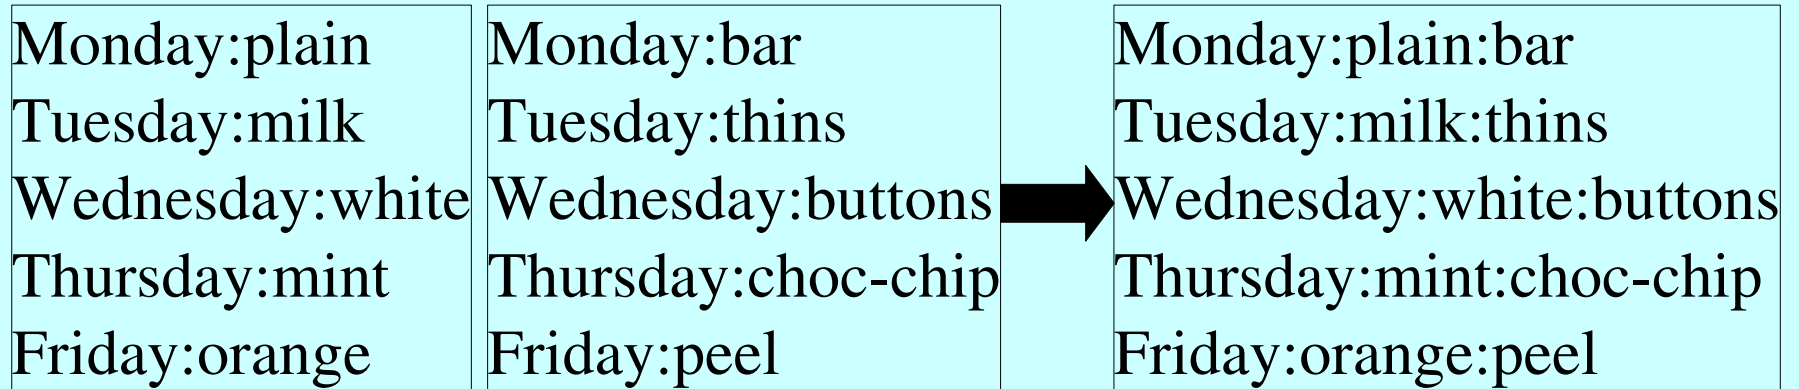 Monday:plain
Tuesday:milk
Wednesday:white
Thursday:mint
Friday:orange
Monday:bar
Tuesday:thins
Wednesday:buttons
Thursday:choc-chip
Friday:peel
Monday:plain:bar
Tuesday:milk:thins
Wednesday:white:buttons
Thursday:mint:choc-chip
Friday:orange:peel